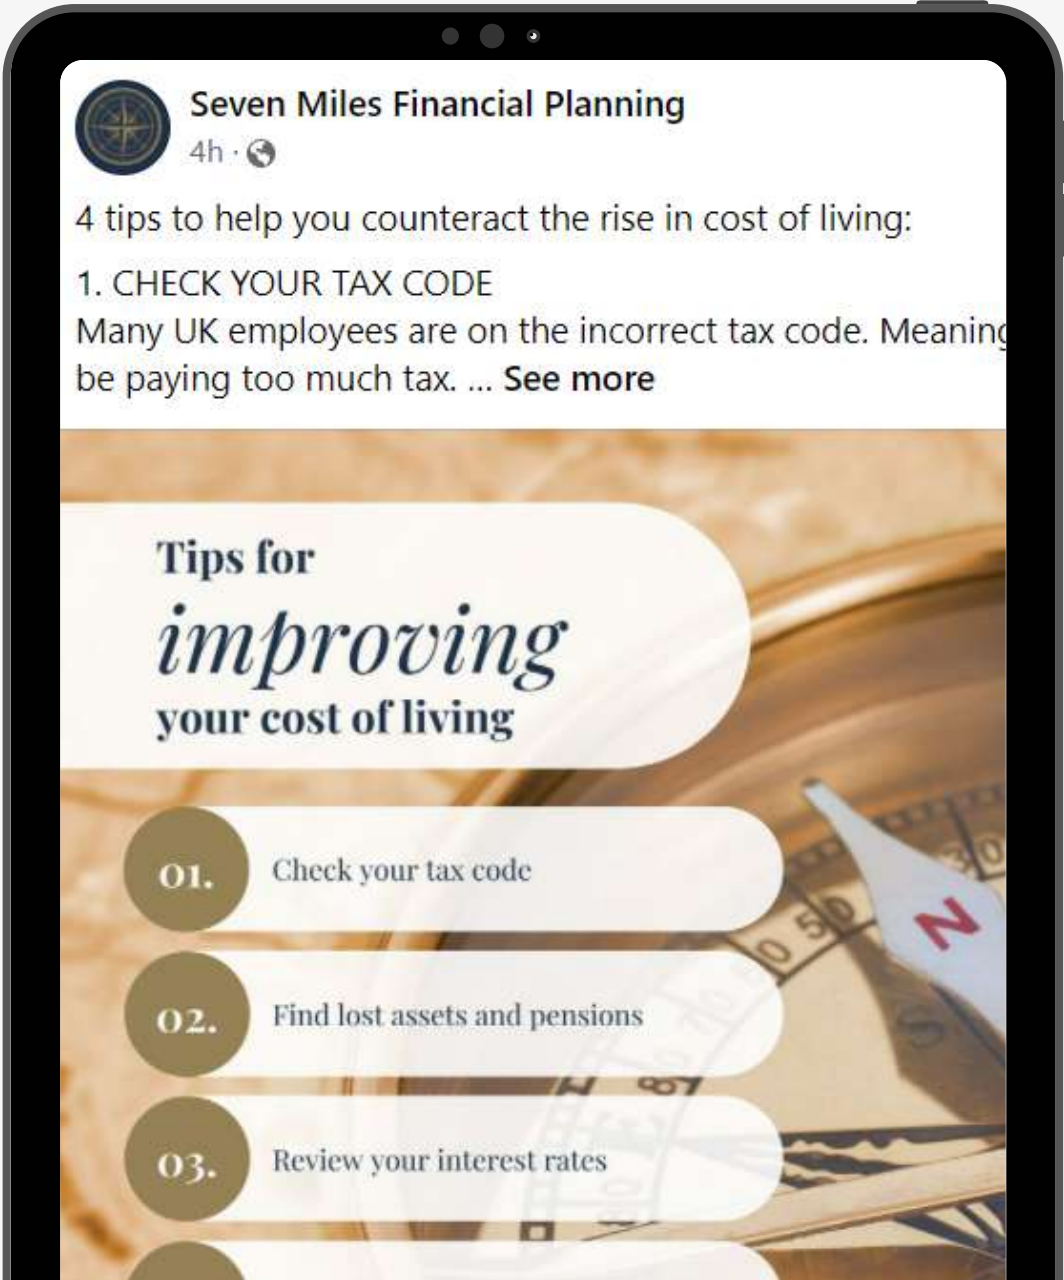 Seven Miles Financial Planning
4h ·
4 tips to help you counteract the rise in cost of living:
1. CHECK YOUR TAX CODE
Many UK employees are on the incorrect tax code. Meaning
be paying too much tax. ... See more
Tips for
improving
your cost of living
01. Check your tax code
02. Find lost assets and pensions
03. Review your interest rates
N
30
50
S
E
80